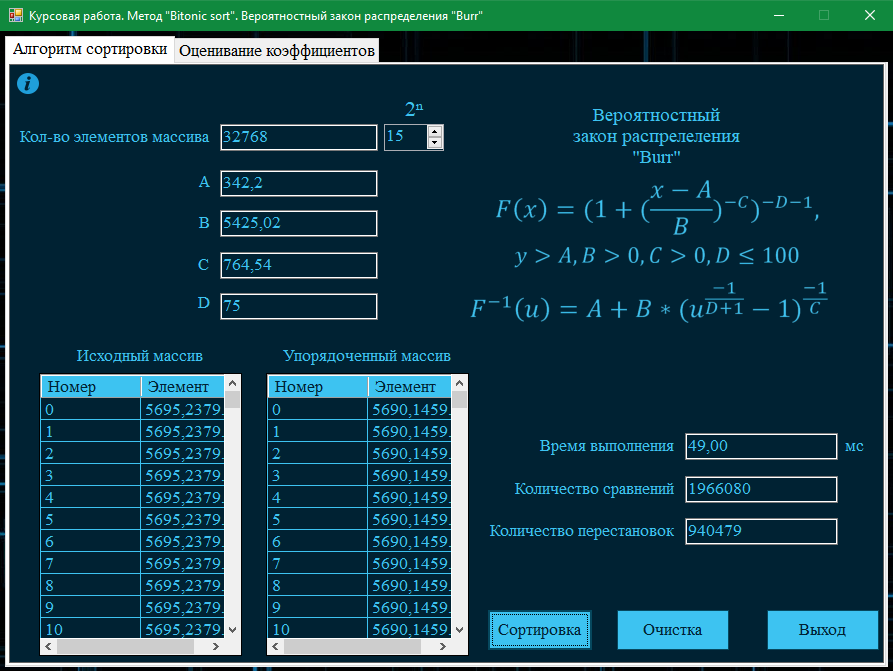 Курсовая работа. Метод "Bitonic sort". Вероятностный закон распределения "Burr"
Алгоритм сортировки Оценивание коэффициентов
i
2ⁿ
Кол-во элементов массива 32768 15
A 342,2
B 5425,02
C 764,54
D 75
Вероятностный
закон распрелеления
"Burr"
F(x) = (1 + ((x − A)/B)^(−C))^(−D−1),
y > A, B > 0, C > 0, D ≤ 100
F⁻¹(u) = A + B * (u^(−1/(D+1)) − 1)^(−1/C)
Исходный массив Упорядоченный массив
Номер Элемент Номер Элемент
0 5695,2379. 0 5690,1459.
1 5695,2379. 1 5690,1459.
2 5695,2379. 2 5690,1459.
3 5695,2379. 3 5690,1459.
4 5695,2379. 4 5690,1459.
5 5695,2379. 5 5690,1459.
6 5695,2379. 6 5690,1459.
7 5695,2379. 7 5690,1459.
8 5695,2379. 8 5690,1459.
9 5695,2379. 9 5690,1459.
10 5695,2379. 10 5690,1459.
Время выполнения 49,00 мс
Количество сравнений 1966080
Количество перестановок 940479
Сортировка Очистка Выход